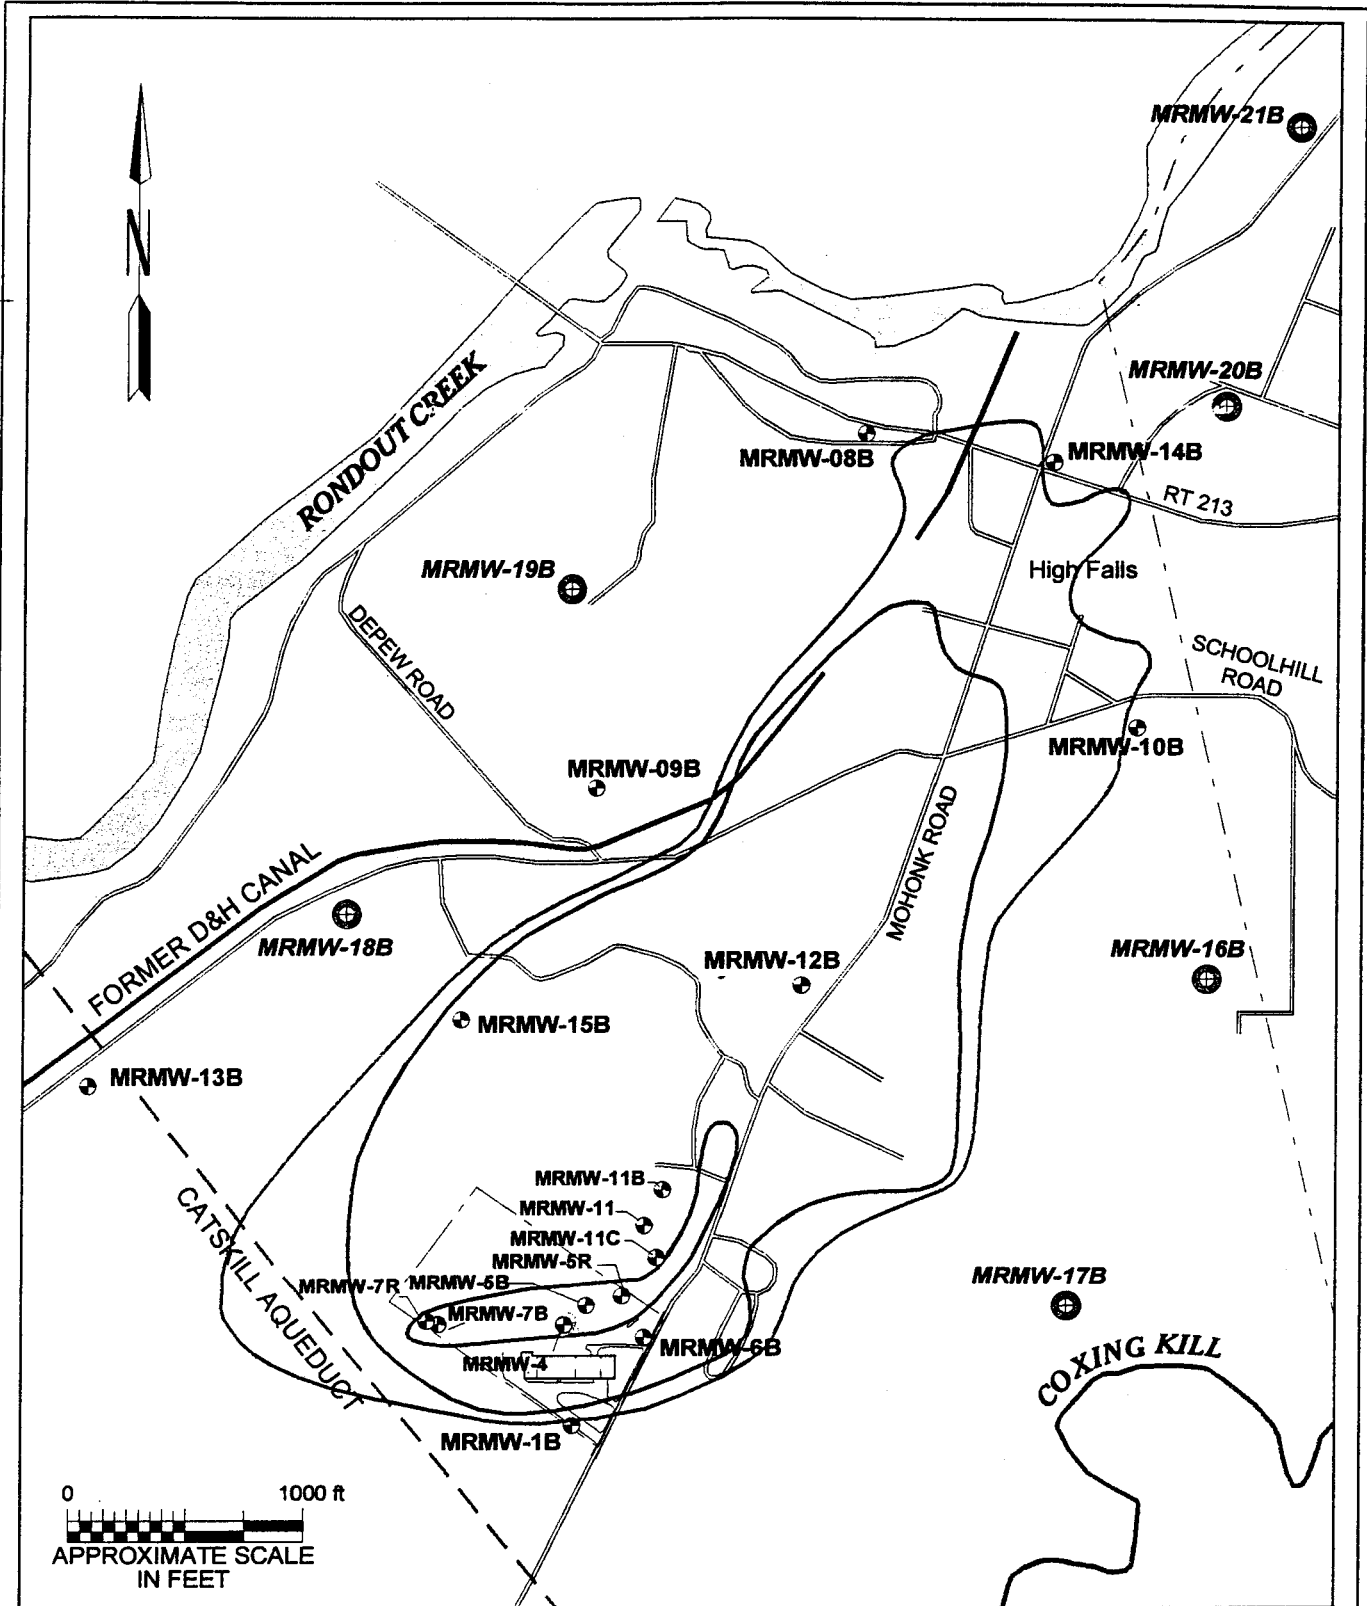 MRMW-21B
N
RONDOUT CREEK
MRMW-20B
MRMW-08B
MRMW-14B
RT 213
MRMW-19B
High Falls
DEPEW ROAD
SCHOOLHILL
ROAD
MRMW-10B
MRMW-09B
MOHONK ROAD
FORMER D&H CANAL
MRMW-18B
MRMW-12B
MRMW-16B
MRMW-15B
MRMW-13B
MRMW-11B
MRMW-11
CATSKILL AQUEDUCT
MRMW-11C
MRMW-5R
MRMW-7R
MRMW-5B
MRMW-17B
MRMW-7B
MRMW-6B
MRMW-4
COXING KILL
MRMW-1B
0 1000 ft
APPROXIMATE SCALE
IN FEET